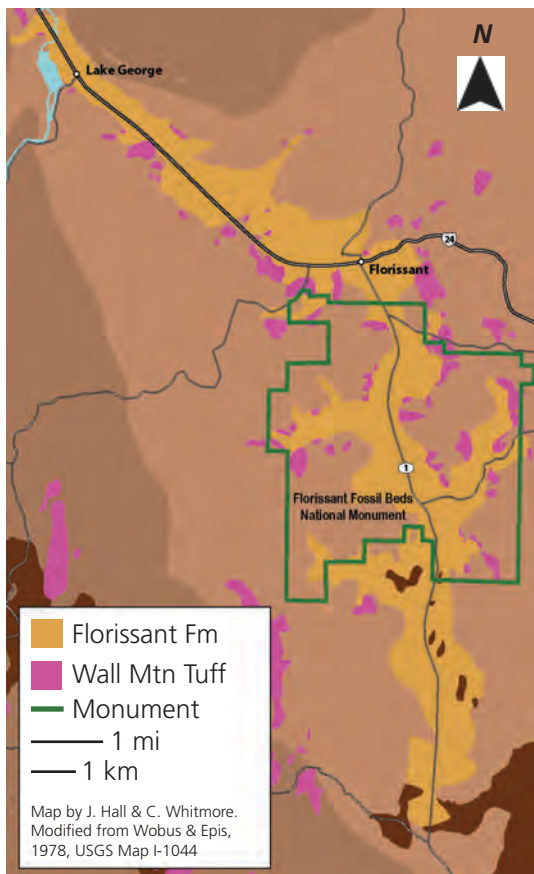 N
Lake George
24
Florissant
1
Florissant Fossil Beds
National Monument
Florissant Fm
Wall Mtn Tuff
Monument
1 mi
1 km
Map by J. Hall & C. Whitmore.
Modified from Wobus & Epis,
1978, USGS Map I-1044